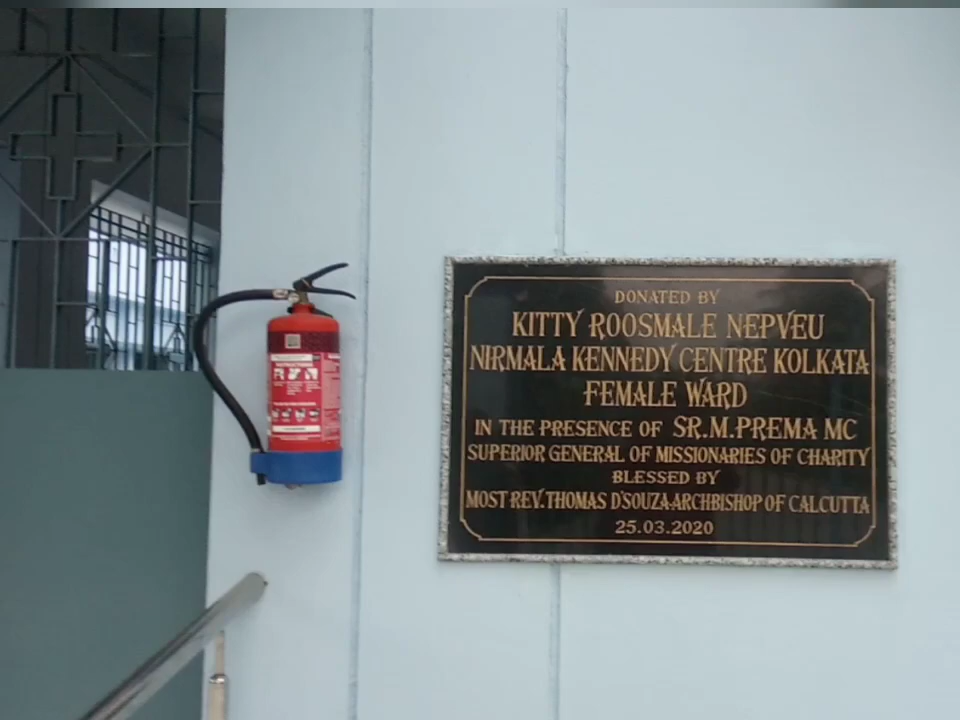 DONATED BY
KITTY ROOSMALE NEPVEU
NIRMALA KENNEDY CENTRE KOLKATA
FEMALE WARD
IN THE PRESENCE OF SR.M.PREMA MC
SUPERIOR GENERAL OF MISSIONARIES OF CHARITY
BLESSED BY
MOST REV.THOMAS D'SOUZA-ARCHBISHOP OF CALCUTTA
25.03.2020